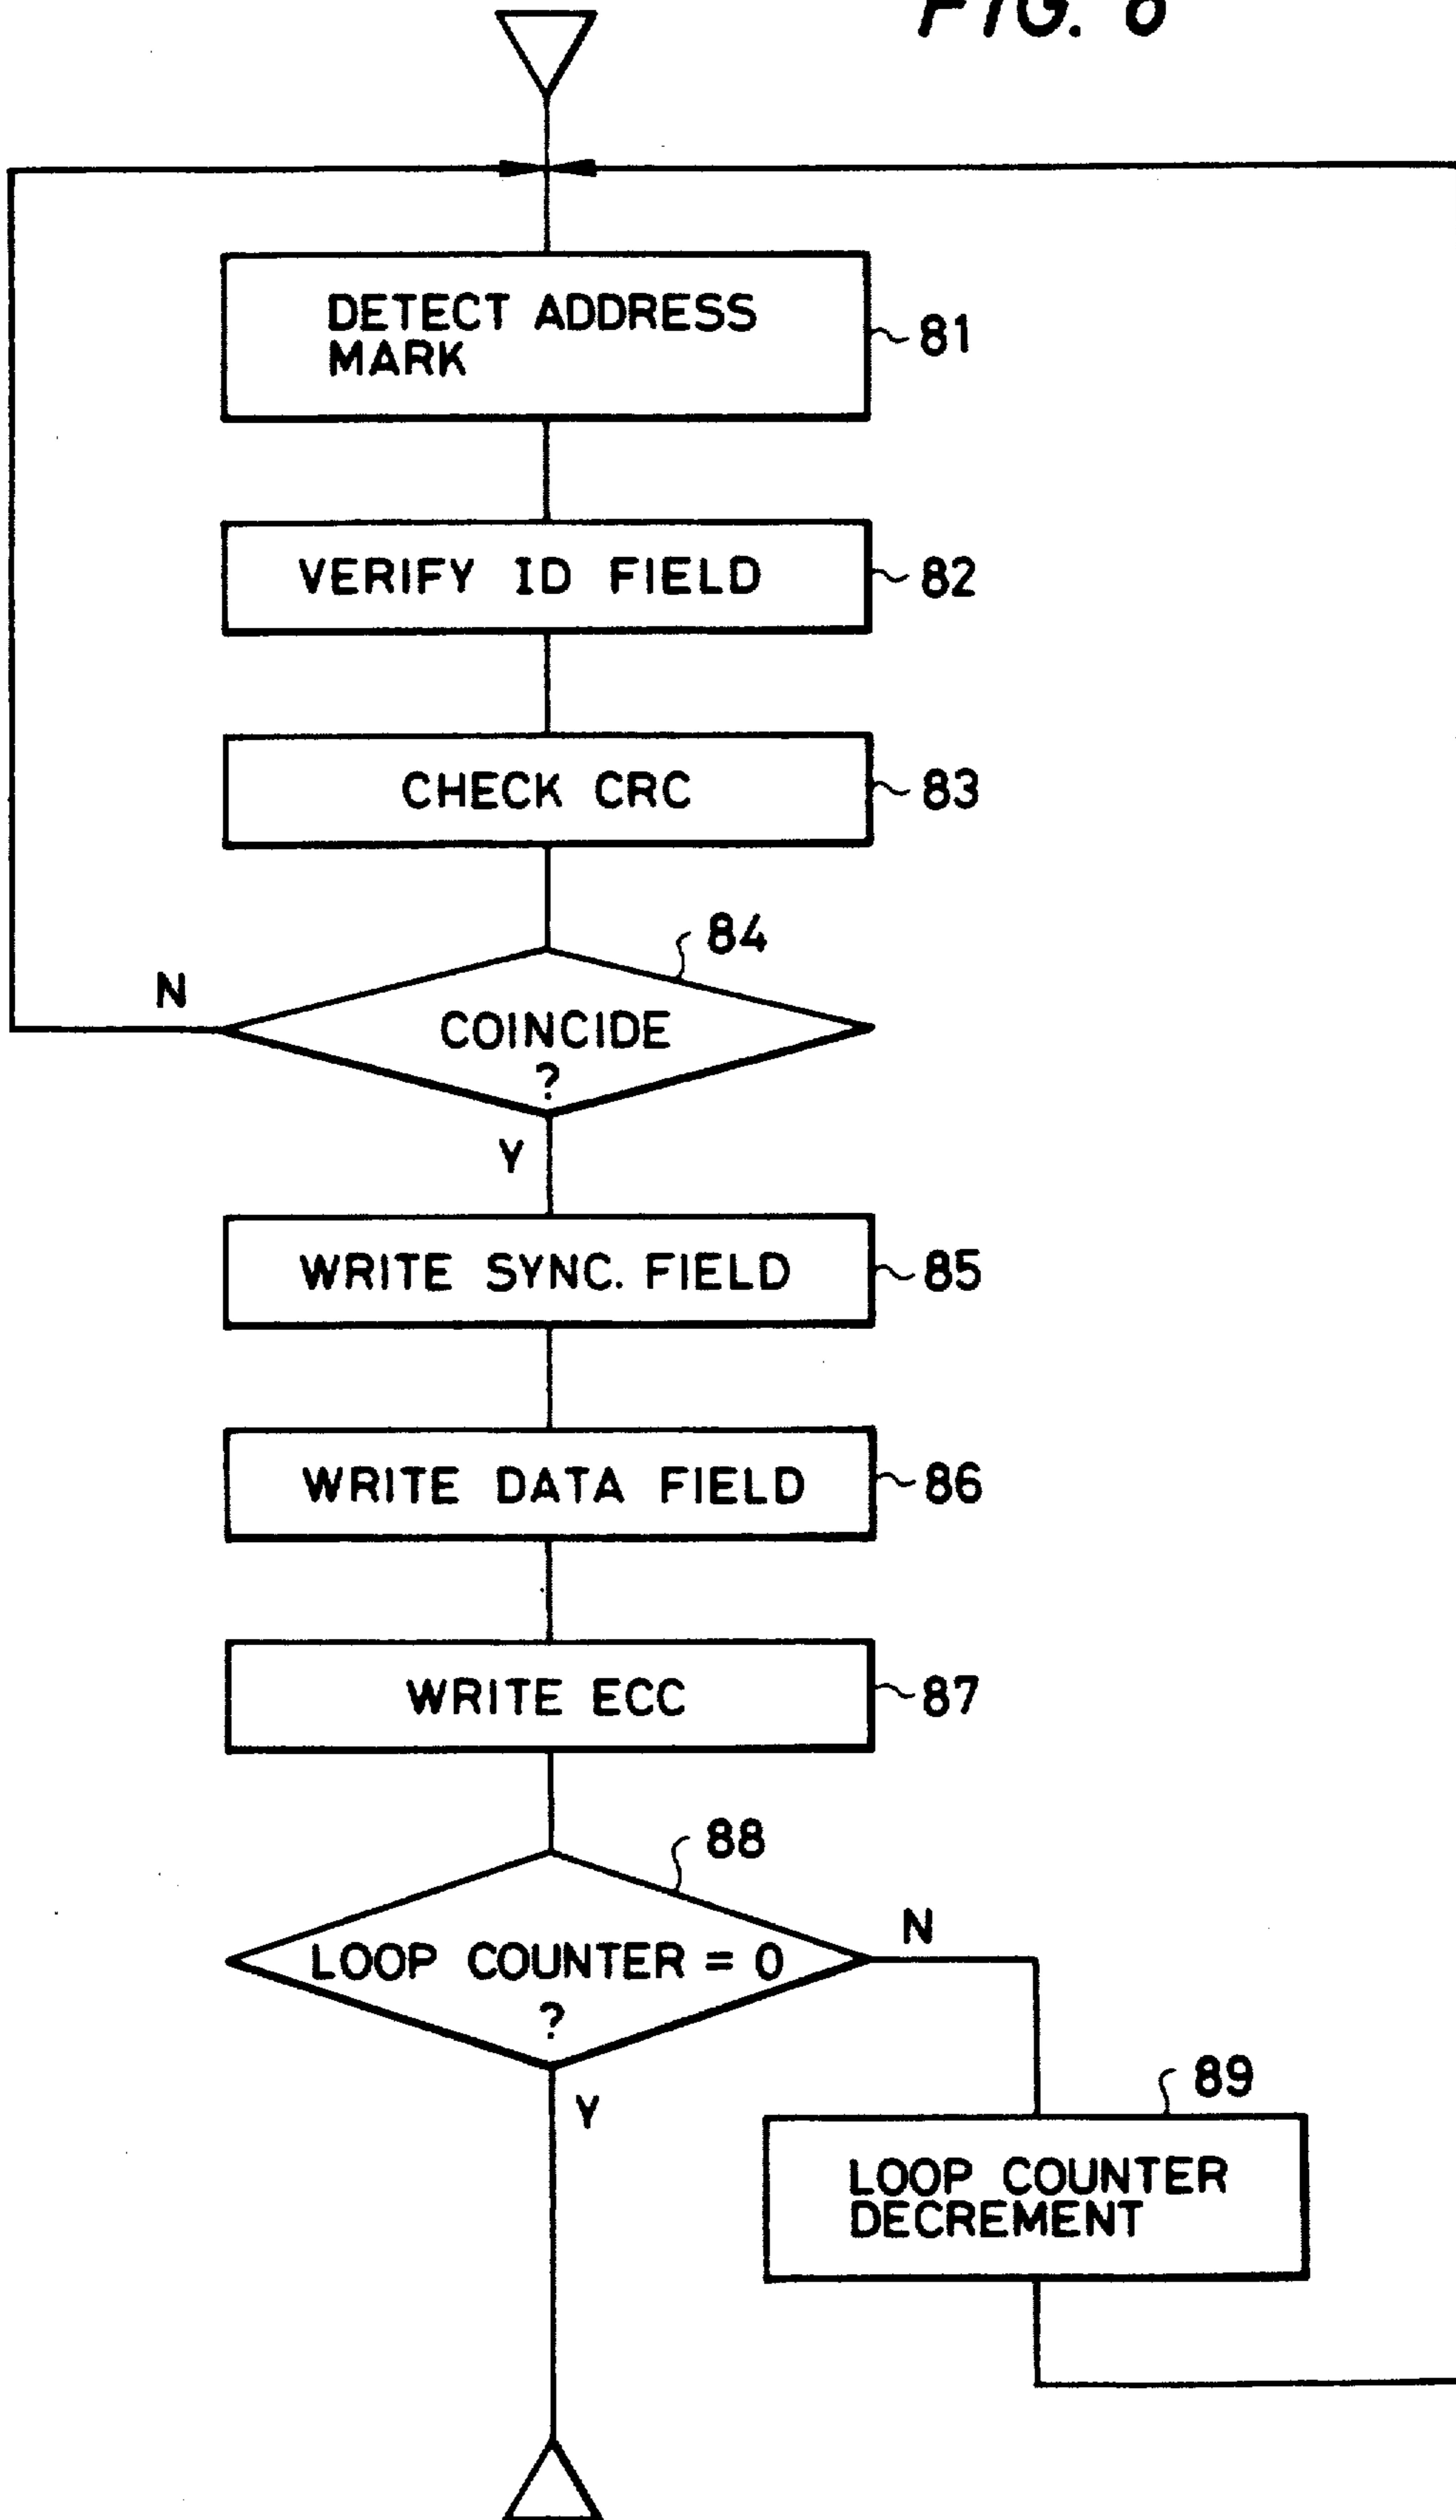 FIG. 8
DETECT ADDRESS
MARK
81
VERIFY ID FIELD
82
CHECK CRC
83
84
N
COINCIDE
?
Y
WRITE SYNC. FIELD
85
WRITE DATA FIELD
86
WRITE ECC
87
88
N
LOOP COUNTER = 0
?
Y
89
LOOP COUNTER
DECREMENT